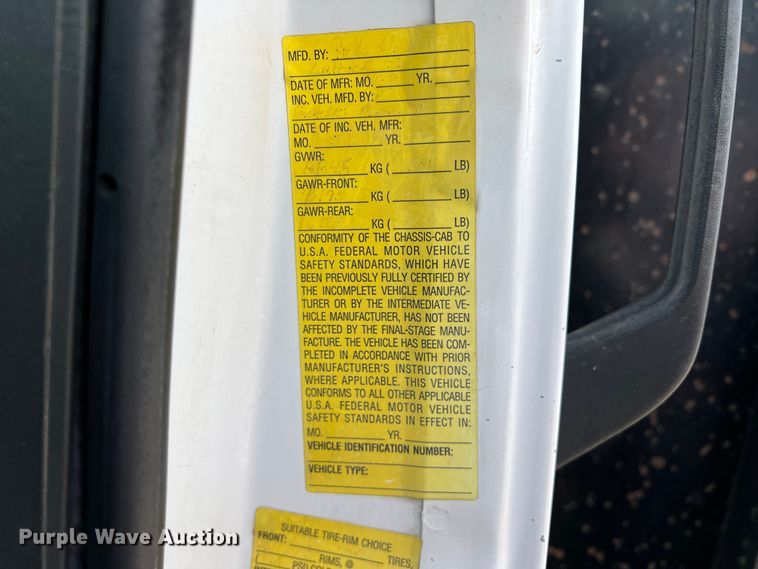 MFD. BY:
DATE OF MFR: MO. YR.
INC. VEH. MFD. BY:
DATE OF INC. VEH. MFR:
MO. YR.
GVWR:
KG ( LB)
GAWR-FRONT:
KG ( LB)
GAWR-REAR:
KG ( LB)
CONFORMITY OF THE CHASSIS-CAB TO
U.S.A. FEDERAL MOTOR VEHICLE
SAFETY STANDARDS, WHICH HAVE
BEEN PREVIOUSLY FULLY CERTIFIED BY
THE INCOMPLETE VEHICLE MANUFAC-
TURER OR BY THE INTERMEDIATE VE-
HICLE MANUFACTURER, HAS NOT BEEN
AFFECTED BY THE FINAL-STAGE MANU-
FACTURE. THE VEHICLE HAS BEEN COM-
PLETED IN ACCORDANCE WITH PRIOR
MANUFACTURER'S INSTRUCTIONS,
WHERE APPLICABLE. THIS VEHICLE
CONFORMS TO ALL OTHER APPLICABLE
U.S.A. FEDERAL MOTOR VEHICLE
SAFETY STANDARDS IN EFFECT IN:
MO. YR.
VEHICLE IDENTIFICATION NUMBER:
VEHICLE TYPE:
SUITABLE TIRE-RIM CHOICE
FRONT: TIRES,
RIMS, @
Purple Wave Auction